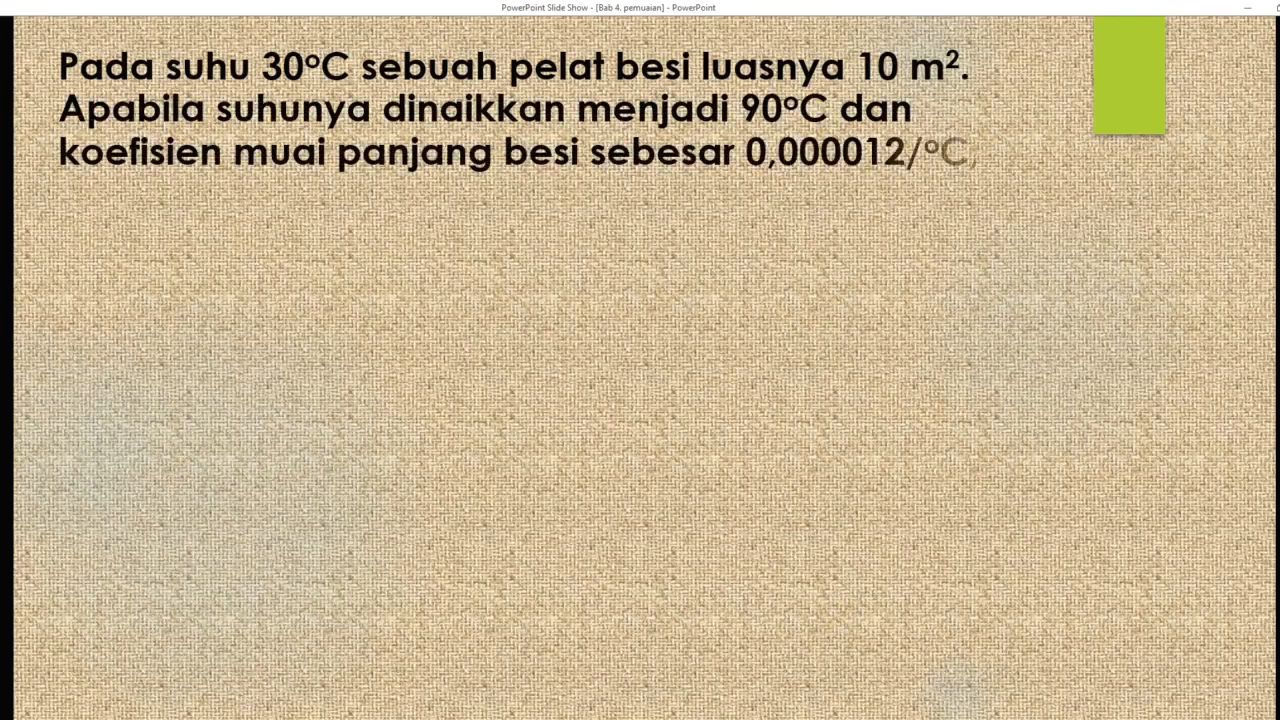 PowerPoint Slide Show - [Bab 4. pemuaian] - PowerPoint
Pada suhu 30°C sebuah pelat besi luasnya 10 m².
Apabila suhunya dinaikkan menjadi 90°C dan
koefisien muai panjang besi sebesar 0,000012/°C,